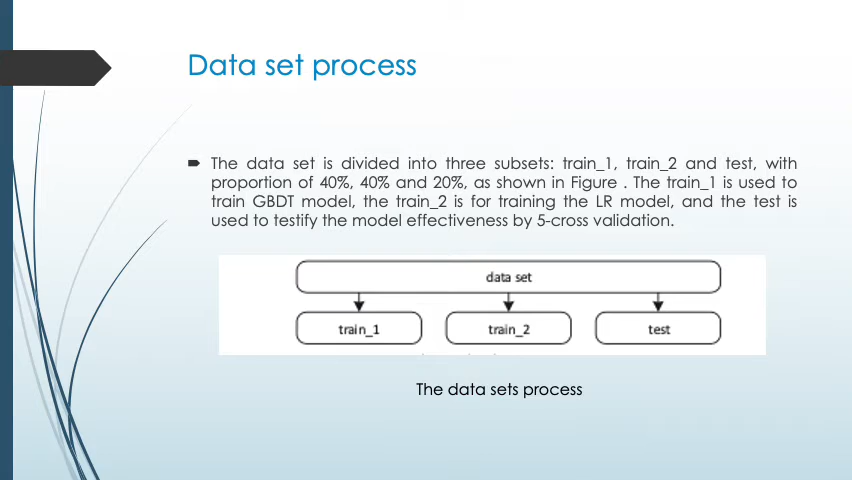 Data set process
The data set is divided into three subsets: train_1, train_2 and test, with
proportion of 40%, 40% and 20%, as shown in Figure . The train_1 is used to
train GBDT model, the train_2 is for training the LR model, and the test is
used to testify the model effectiveness by 5-cross validation.
data set
train_1 train_2 test
The data sets process